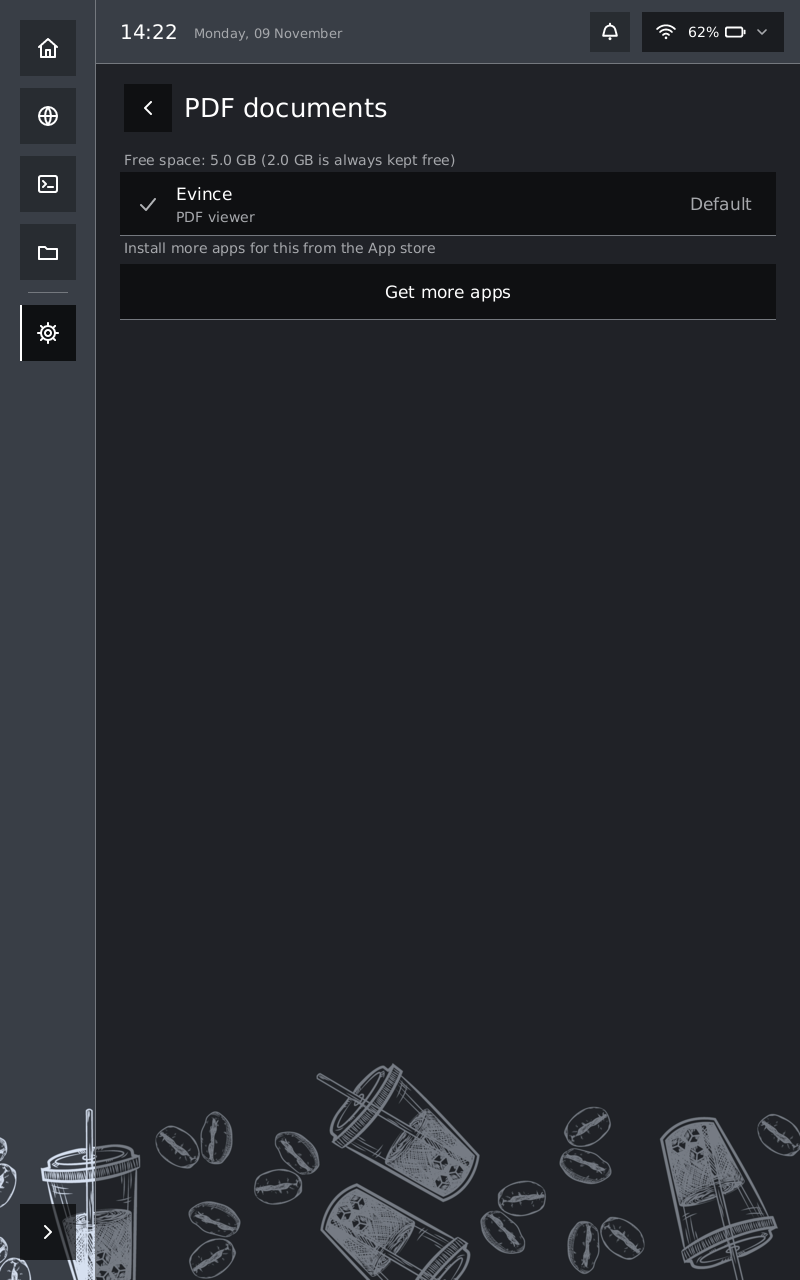 14:22 Monday, 09 November 62%
PDF documents
Free space: 5.0 GB (2.0 GB is always kept free)
Evince
PDF viewer
Default
Install more apps for this from the App store
Get more apps